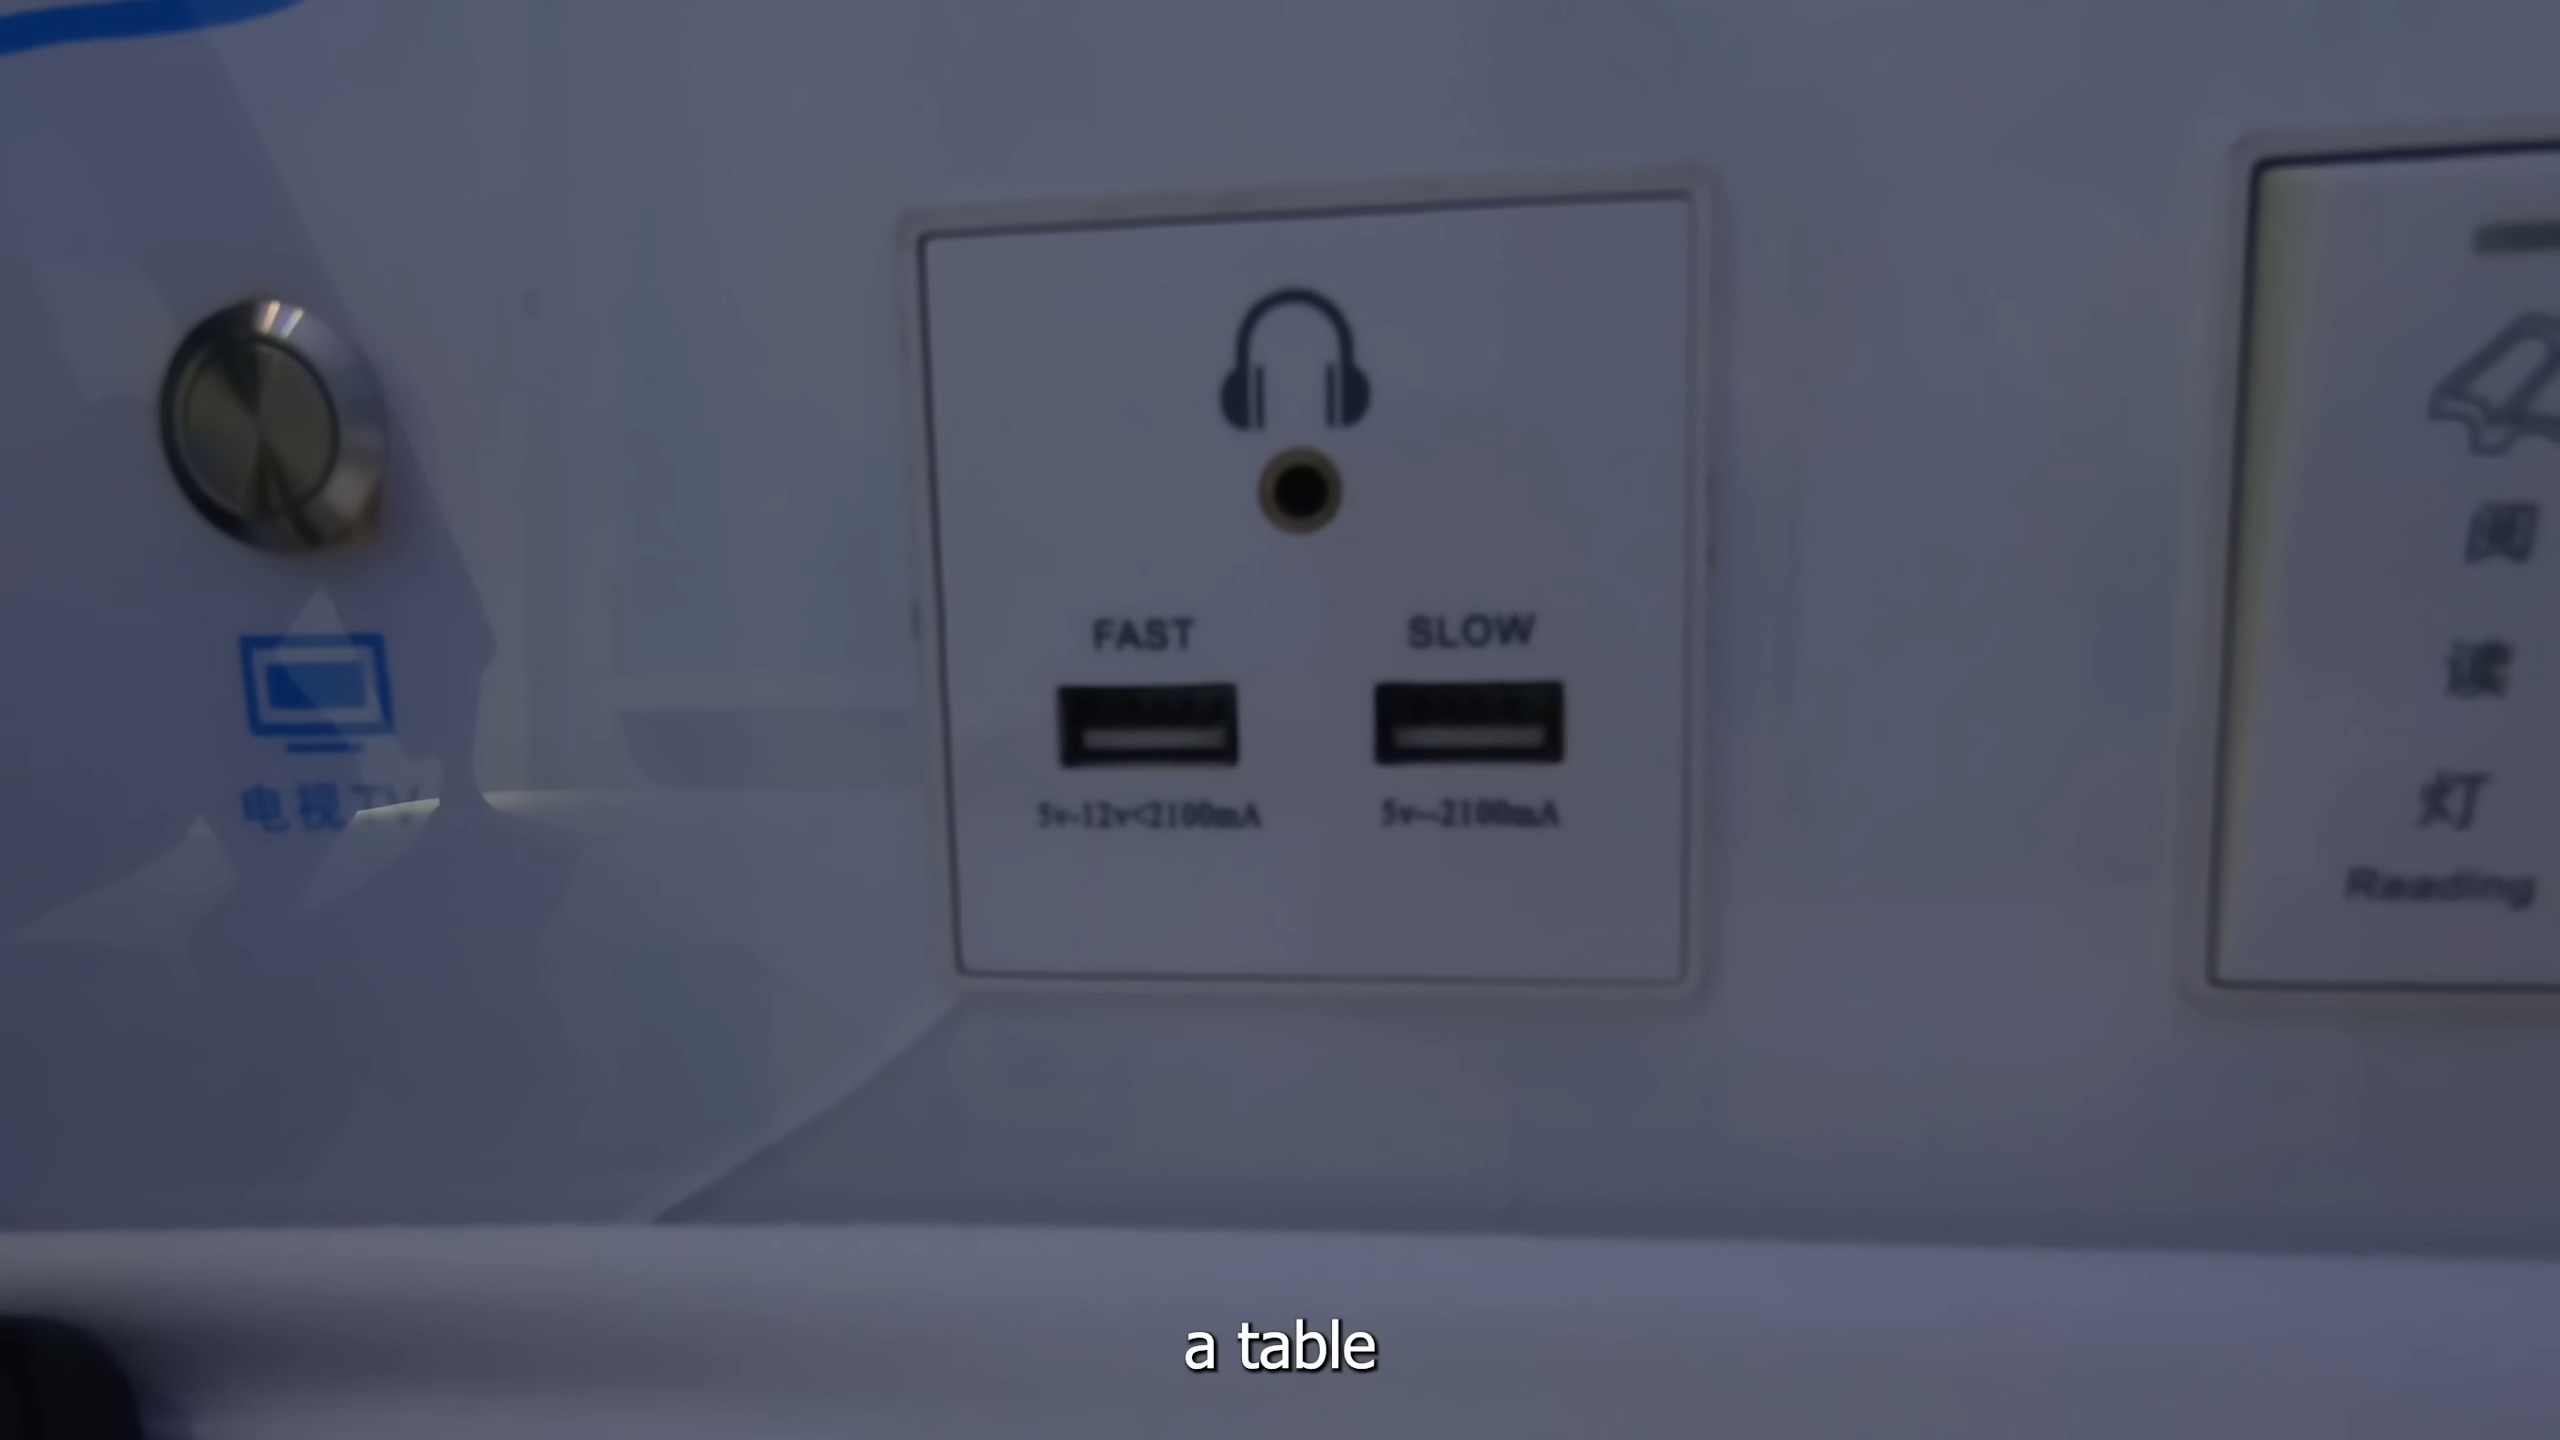 FAST SLOW
5v-12v<2100mA 5v—2100mA
电视TV
阅
读
灯
Reading
a table